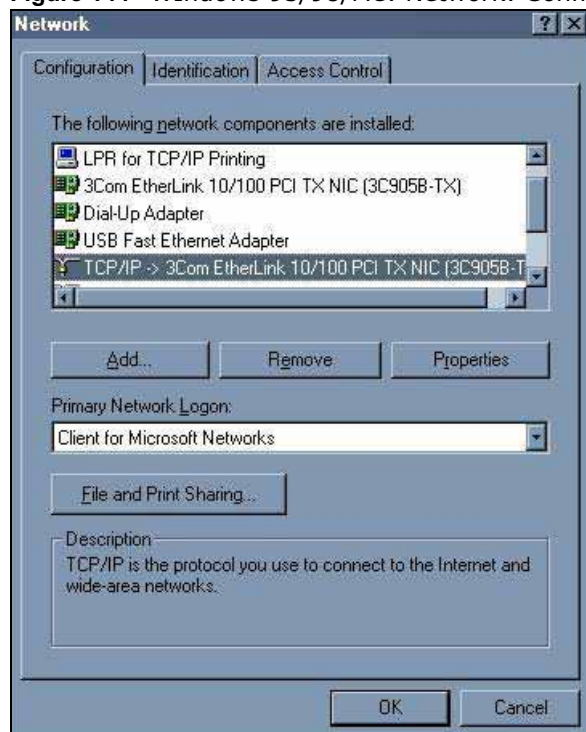 Network
Configuration Identification Access Control
The following network components are installed:
LPR for TCP/IP Printing
3Com EtherLink 10/100 PCI TX NIC (3C905B-TX)
Dial-Up Adapter
USB Fast Ethernet Adapter
TCP/IP -> 3Com EtherLink 10/100 PCI TX NIC (3C905B-T
Add... Remove Properties
Primary Network Logon:
Client for Microsoft Networks
File and Print Sharing...
Description
TCP/IP is the protocol you use to connect to the Internet and
wide-area networks.
OK Cancel